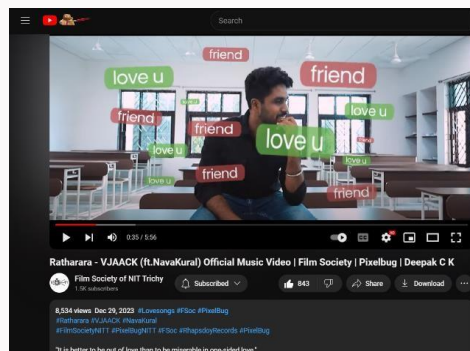 Search
friend
love u
friend
love u
friend
love u
friend
friend
love u
love u
love u
friend
friend
0:35 / 5:56
Ratharara - VJAACK (ft.NavaKural) Official Music Video | Film Society | Pixelbug | Deepak C K
Film Society of NIT Trichy
1.5K subscribers
Subscribed
843
Share
Download
8,534 views Dec 29, 2023 #Lovesongs #FSoc #PixelBug
#Ratharara #VJAACK #NavaKural
#FilmSocietyNITT #PixelBugNITT #FSoc #RhapsdoyRecords #PixelBug
"It is better to be out of love than to be miserable in one sided love"